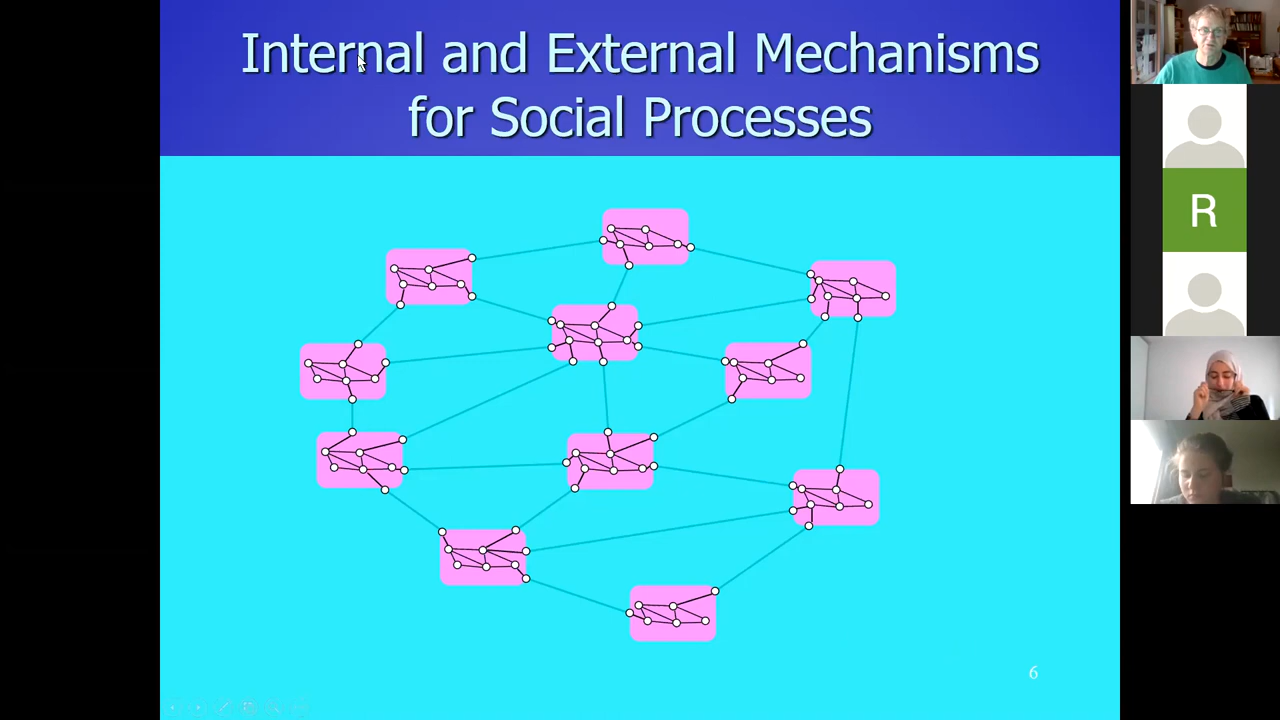 Internal and External Mechanisms
for Social Processes
R
6